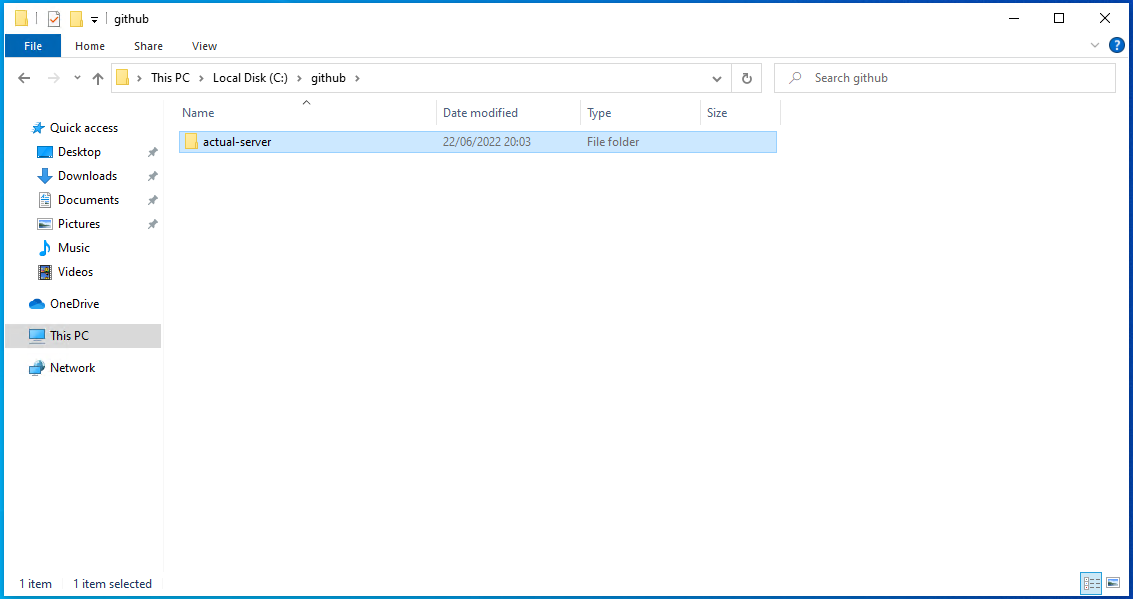 github
File Home Share View
This PC Local Disk (C:) github Search github
Name Date modified Type Size
actual-server 22/06/2022 20:03 File folder
Quick access
Desktop
Downloads
Documents
Pictures
Music
Videos
OneDrive
This PC
Network
1 item 1 item selected